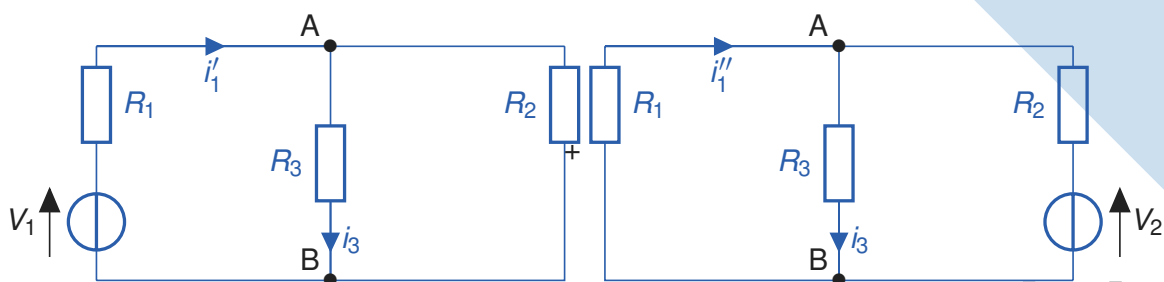 A A
i′₁ i″₁
R₁ R₂ R₁ R₂
+
R₃ R₃
V₁ V₂
i₃ i₃
B B